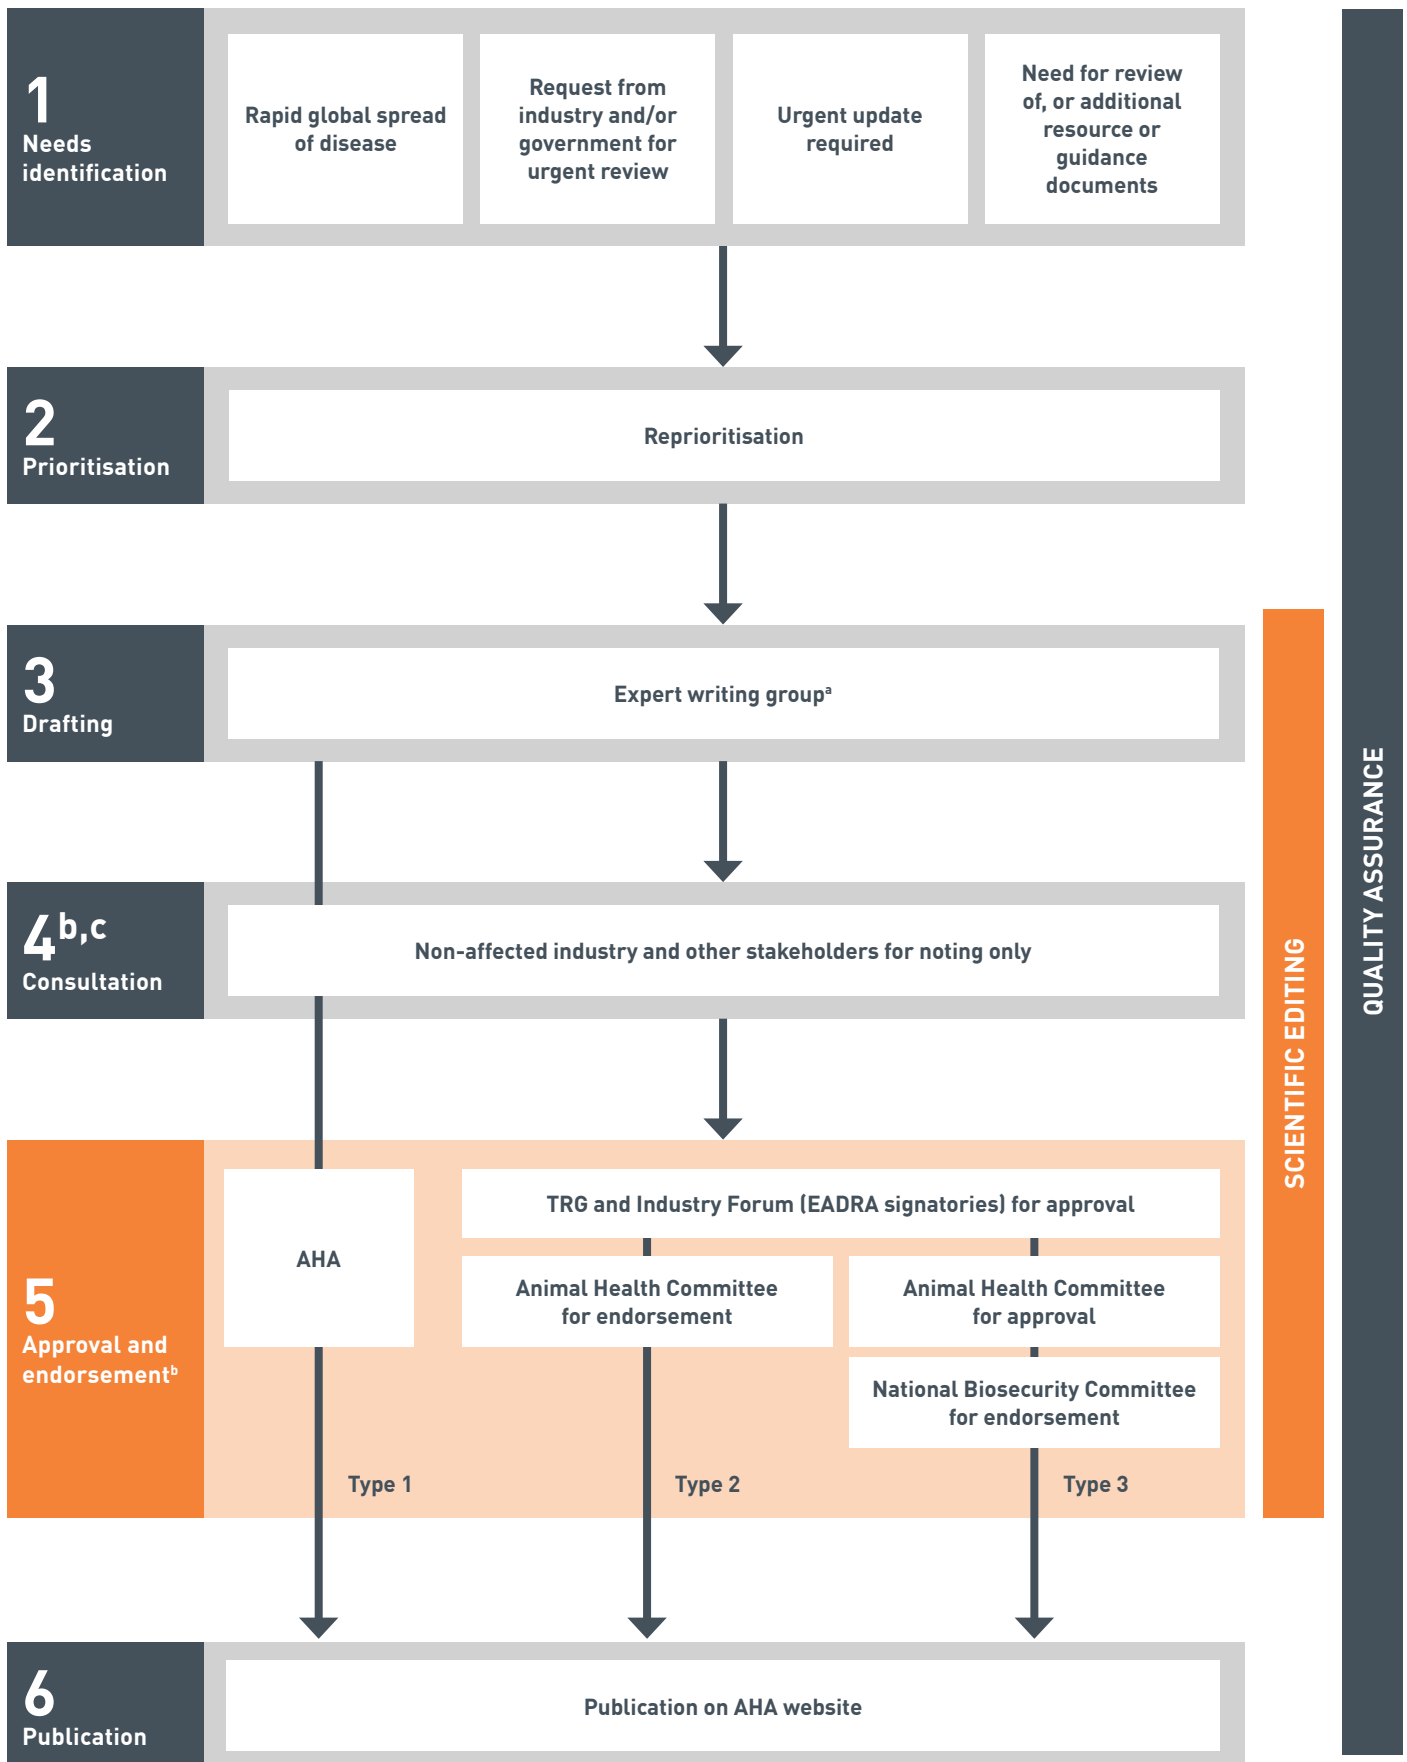 1
Needs
identification
Rapid global spread
of disease
Request from
industry and/or
government for
urgent review
Urgent update
required
Need for review
of, or additional
resource or
guidance
documents
2
Prioritisation
Reprioritisation
3
Drafting
Expert writing groupᵃ
4ᵇ,ᶜ
Consultation
Non-affected industry and other stakeholders for noting only
5
Approval and
endorsementᵇ
AHA
TRG and Industry Forum (EADRA signatories) for approval
Animal Health Committee
for endorsement
Animal Health Committee
for approval
National Biosecurity Committee
for endorsement
Type 1
Type 2
Type 3
6
Publication
Publication on AHA website
SCIENTIFIC EDITING
QUALITY ASSURANCE